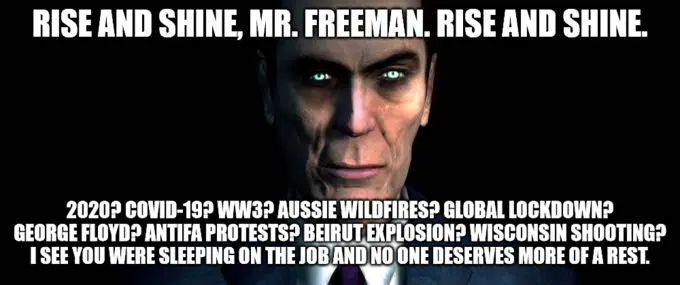 RISE AND SHINE, MR. FREEMAN. RISE AND SHINE.
2020? COVID-19? WW3? AUSSIE WILDFIRES? GLOBAL LOCKDOWN?
GEORGE FLOYD? ANTIFA PROTESTS? BEIRUT EXPLOSION? WISCONSIN SHOOTING?
I SEE YOU WERE SLEEPING ON THE JOB AND NO ONE DESERVES MORE OF A REST.